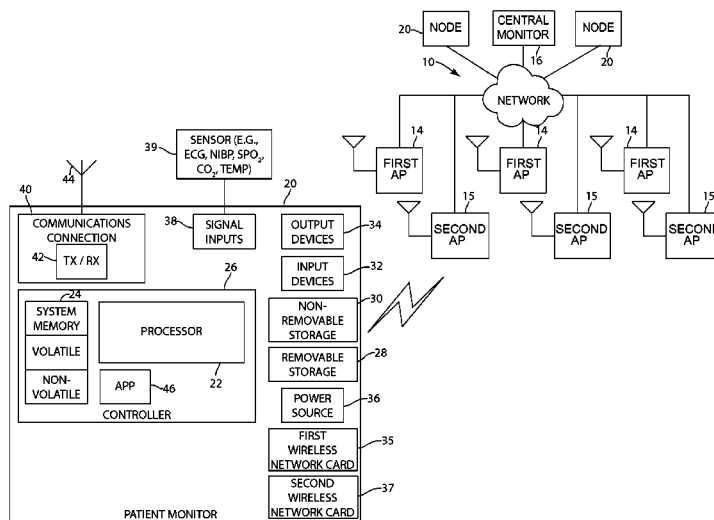 20
NODE
CENTRAL
MONITOR
16
NODE
20
10
NETWORK
14
FIRST
AP
14
FIRST
AP
14
FIRST
AP
15
SECOND
AP
15
SECOND
AP
15
SECOND
AP
39
SENSOR (E.G.,
ECG, NIBP, SPO2,
CO2, TEMP)
44
40
20
COMMUNICATIONS
CONNECTION
42
TX / RX
38
SIGNAL
INPUTS
OUTPUT
DEVICES
34
INPUT
DEVICES
32
26
24
SYSTEM
MEMORY
VOLATILE
NON-
VOLATILE
PROCESSOR
22
APP
46
CONTROLLER
30
NON-
REMOVABLE
STORAGE
REMOVABLE
STORAGE
28
POWER
SOURCE
36
FIRST
WIRELESS
NETWORK CARD
35
SECOND
WIRELESS
NETWORK CARD
37
PATIENT MONITOR